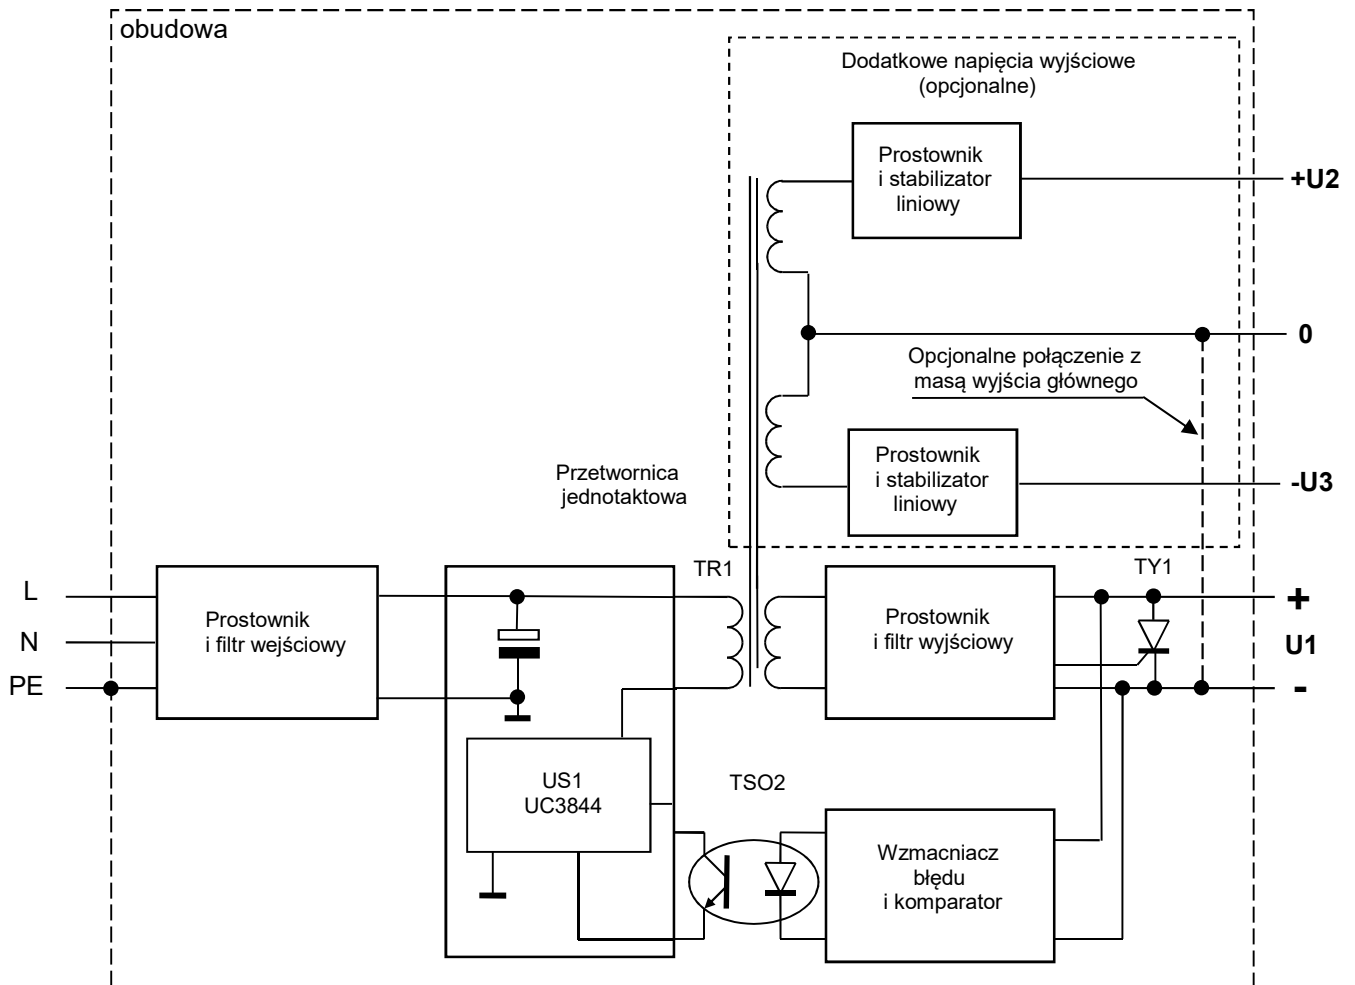 obudowa
Dodatkowe napięcia wyjściowe
(opcjonalne)
Prostownik
i stabilizator
liniowy
+U2
0
Opcjonalne połączenie z
masą wyjścia głównego
Prostownik
i stabilizator
liniowy
-U3
Przetwornica
jednotaktowa
TR1
TY1
L
N
PE
Prostownik
i filtr wejściowy
Prostownik
i filtr wyjściowy
+
U1
-
US1
UC3844
TSO2
Wzmacniacz
błędu
i komparator